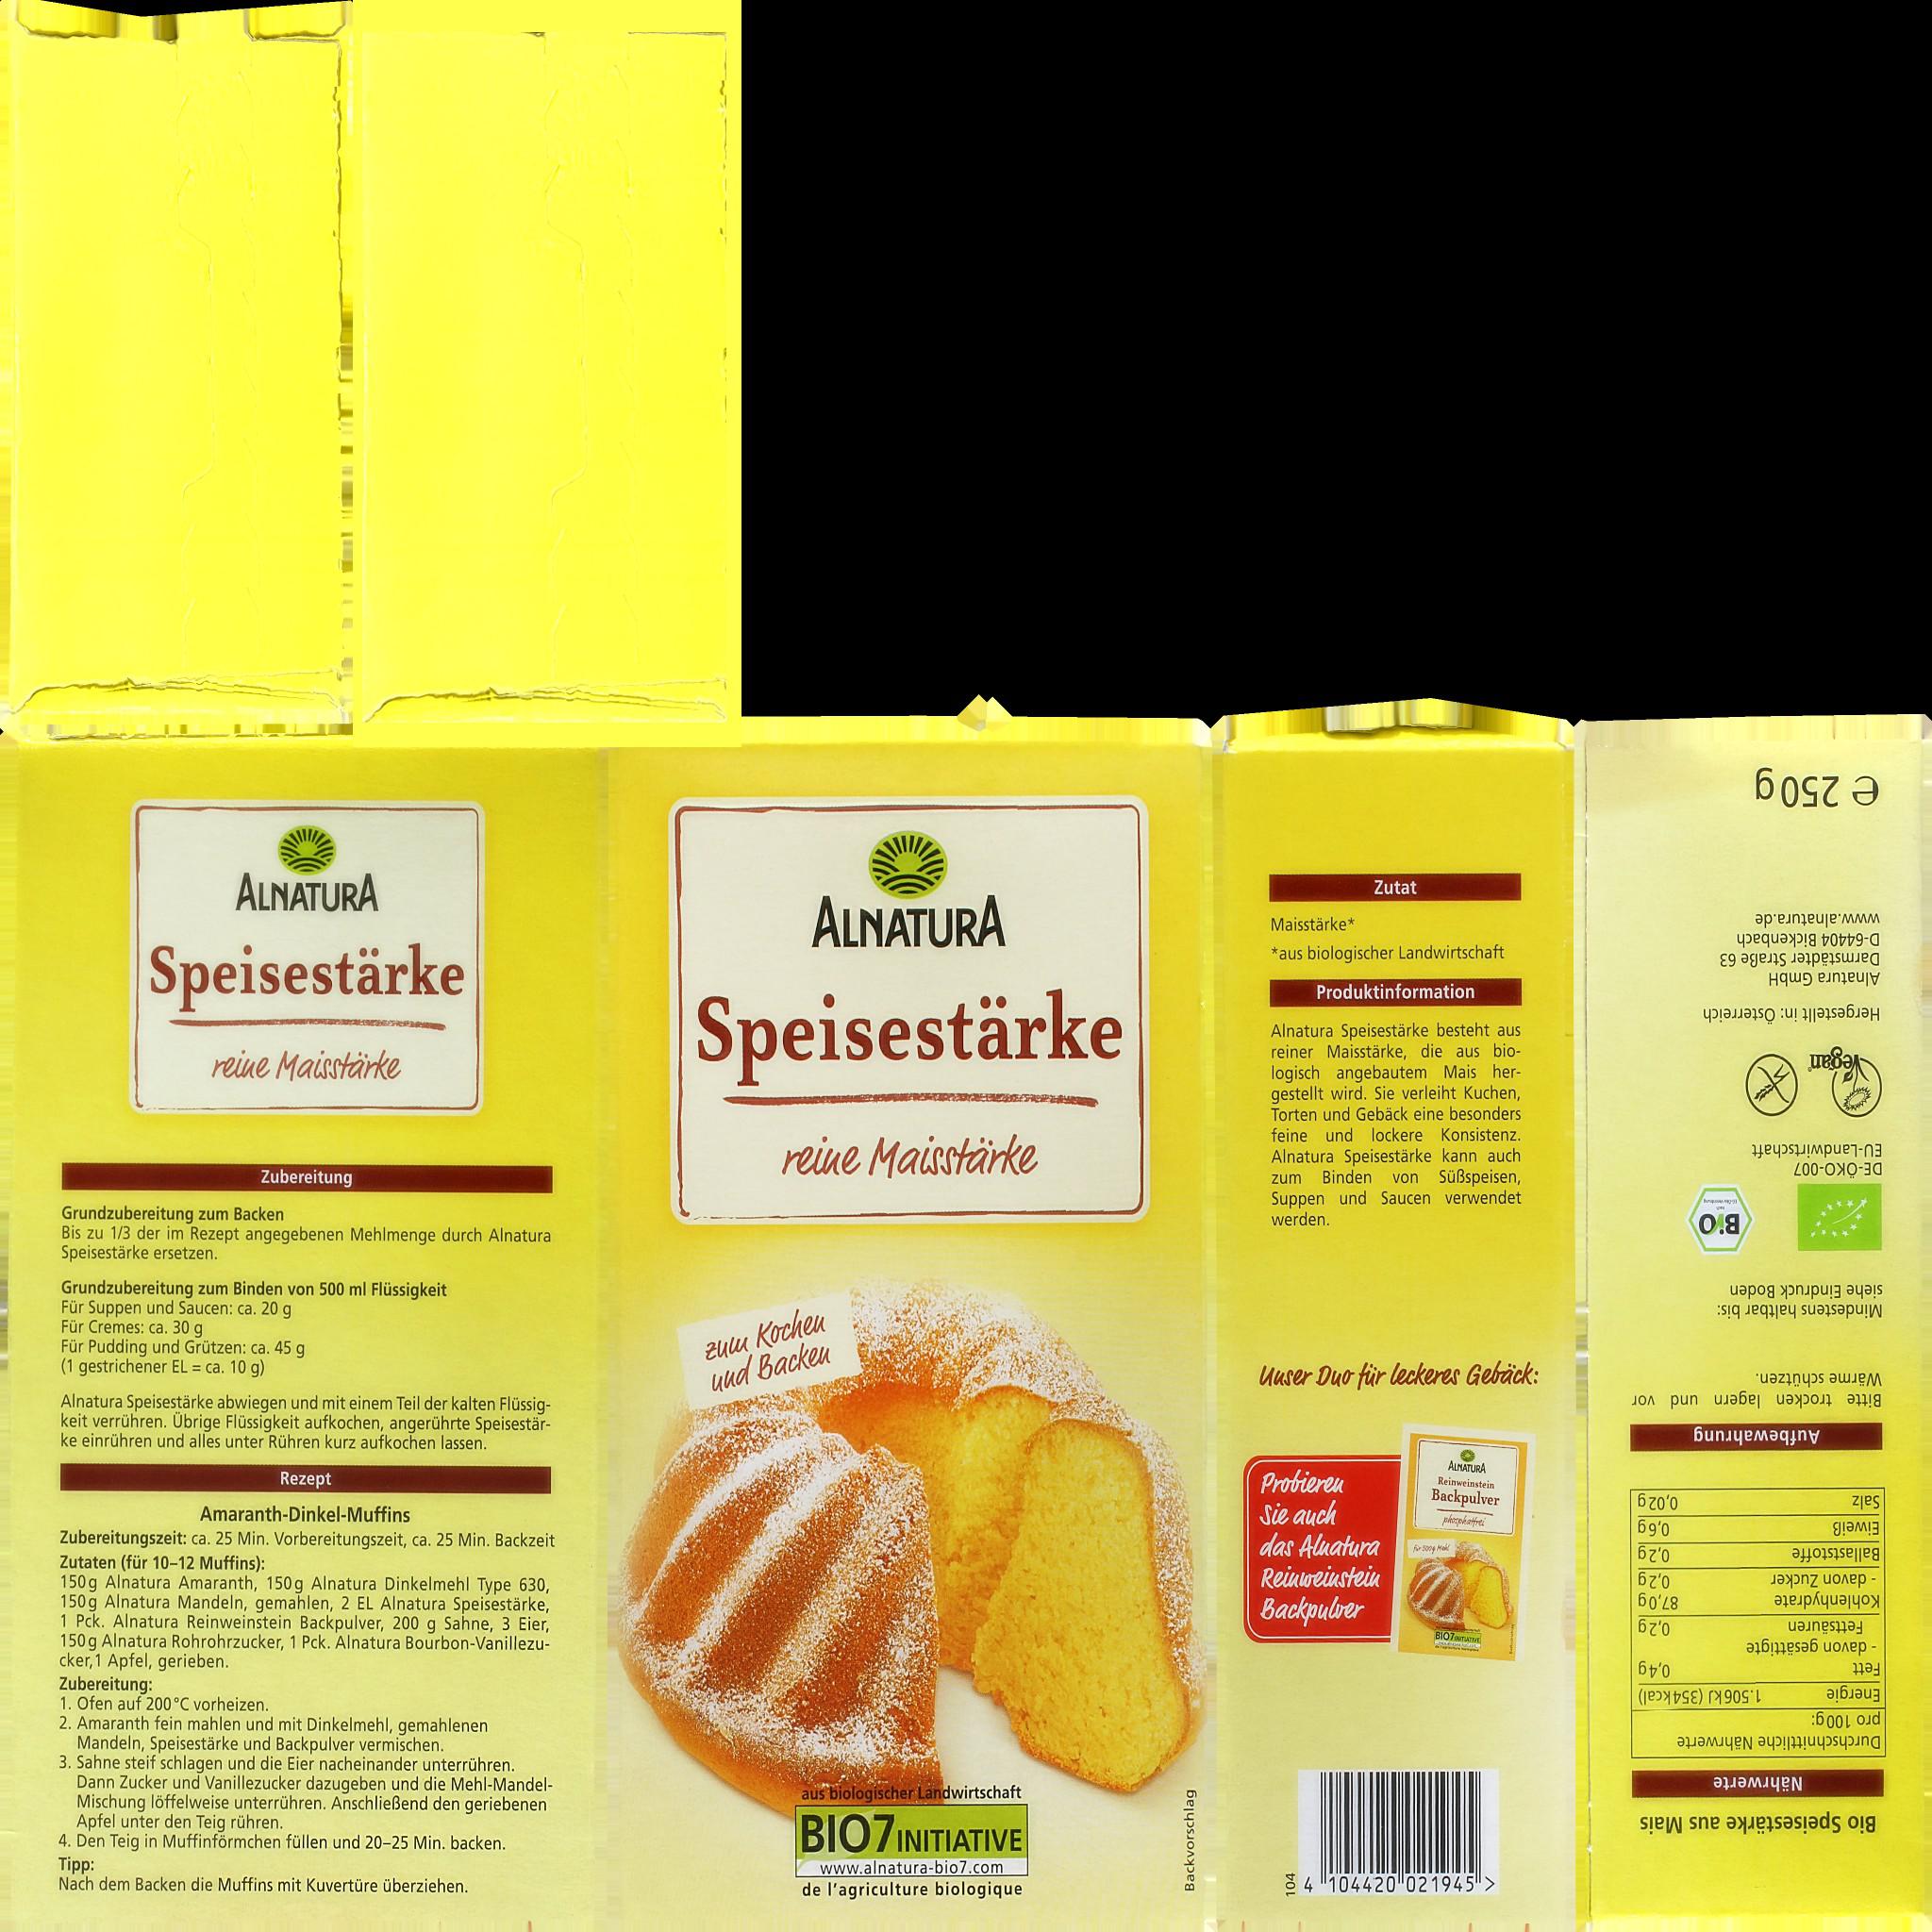 ALNATURA
Speisestärke
reine Maisstärke
Zubereitung
Grundzubereitung zum Backen
Bis zu 1/3 der im Rezept angegebenen Mehlmenge durch Alnatura
Speisestärke ersetzen.
Grundzubereitung zum Binden von 500 ml Flüssigkeit
Für Suppen und Saucen: ca. 20 g
Für Cremes: ca. 30 g
Für Pudding und Grützen: ca. 45 g
(1 gestrichener EL = ca. 10 g)
Alnatura Speisestärke abwiegen und mit einem Teil der kalten Flüssig-
keit verrühren. Übrige Flüssigkeit aufkochen, angerührte Speisestär-
ke einrühren und alles unter Rühren kurz aufkochen lassen.
Rezept
Amaranth-Dinkel-Muffins
Zubereitungszeit: ca. 25 Min. Vorbereitungszeit, ca. 25 Min. Backzeit
Zutaten (für 10–12 Muffins):
150g Alnatura Amaranth, 150g Alnatura Dinkelmehl Type 630,
150g Alnatura Mandeln, gemahlen, 2 EL Alnatura Speisestärke,
1 Pck. Alnatura Reinweinstein Backpulver, 200 g Sahne, 3 Eier,
150g Alnatura Rohrohrzucker, 1 Pck. Alnatura Bourbon-Vanillezu-
cker,1 Apfel, gerieben.
Zubereitung:
1. Ofen auf 200°C vorheizen.
2. Amaranth fein mahlen und mit Dinkelmehl, gemahlenen
Mandeln, Speisestärke und Backpulver vermischen.
3. Sahne steif schlagen und die Eier nacheinander unterrühren.
Dann Zucker und Vanillezucker dazugeben und die Mehl-Mandel-
Mischung löffelweise unterrühren. Anschließend den geriebenen
Apfel unter den Teig rühren.
4. Den Teig in Muffinförmchen füllen und 20–25 Min. backen.
Tipp:
Nach dem Backen die Muffins mit Kuvertüre überziehen.
ALNATURA
Speisestärke
reine Maisstärke
zum Kochen
und Backen
aus biologischer Landwirtschaft
BIO7 INITIATIVE
www.alnatura-bio7.com
de l'agriculture biologique
Backvorschlag
Zutat
Maisstärke*
*aus biologischer Landwirtschaft
Produktinformation
Alnatura Speisestärke besteht aus
reiner Maisstärke, die aus bio-
logisch angebautem Mais her-
gestellt wird. Sie verleiht Kuchen,
Torten und Gebäck eine besonders
feine und lockere Konsistenz.
Alnatura Speisestärke kann auch
zum Binden von Süßspeisen,
Suppen und Saucen verwendet
werden.
Unser Duo für leckeres Gebäck:
Probieren
Sie auch
das Alnatura
Reinweinstein
Backpulver
ALNATURA
Reinweinstein
Backpulver
phosphatfrei
für 500g Mehl
BIO7 INITIATIVE
104
4 104420 021945 >
Bio Speisestärke aus Mais
Nährwerte
Durchschnittliche Nährwerte
pro 100g:
Energie 1.506kJ (354kcal)
Fett 0,4g
- davon gesättigte
Fettsäuren 0,2g
Kohlenhydrate 87,0g
- davon Zucker 0,2g
Ballaststoffe 0,2g
Eiweiß 0,6g
Salz 0,02g
Aufbewahrung
Bitte trocken lagern und vor
Wärme schützen.
Mindestens haltbar bis:
siehe Eindruck Boden
Bio
nach
EG-Öko-Verordnung
DE-ÖKO-007
EU-Landwirtschaft
Vegan
Hergestellt in: Österreich
Alnatura GmbH
Darmstädter Straße 63
D-64404 Bickenbach
www.alnatura.de
e 250g